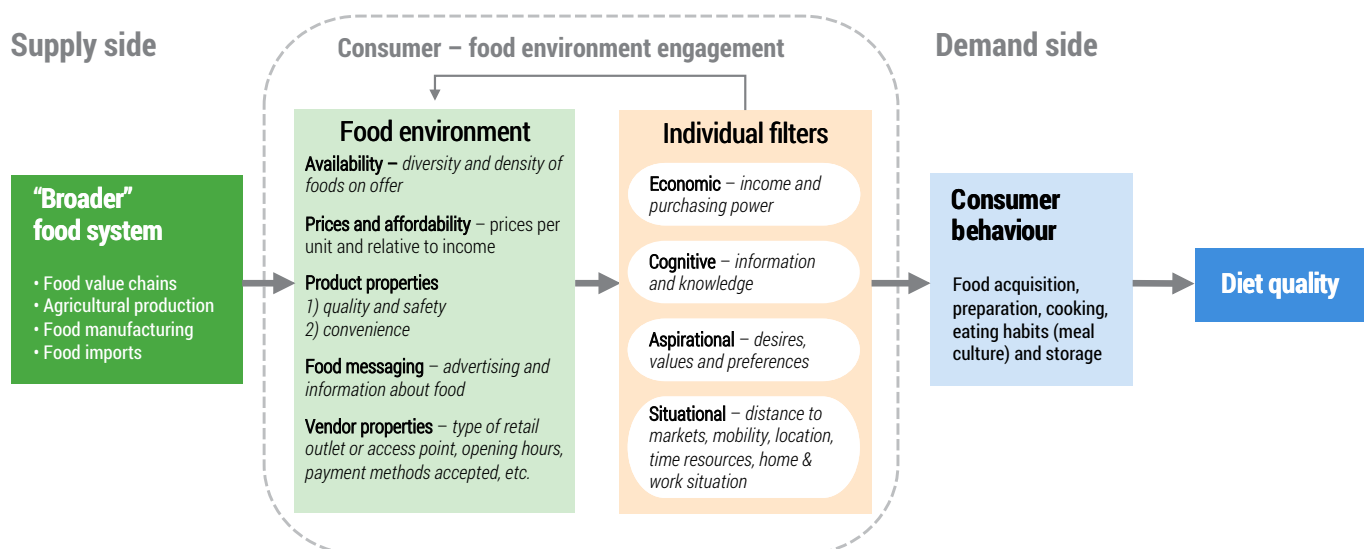 Supply side
Consumer – food environment engagement
Demand side
“Broader”
food system
• Food value chains
• Agricultural production
• Food manufacturing
• Food imports
Food environment
Availability – diversity and density of
foods on offer
Prices and affordability – prices per
unit and relative to income
Product properties
1) quality and safety
2) convenience
Food messaging – advertising and
information about food
Vendor properties – type of retail
outlet or access point, opening hours,
payment methods accepted, etc.
Individual filters
Economic – income and
purchasing power
Cognitive – information
and knowledge
Aspirational – desires,
values and preferences
Situational – distance to
markets, mobility, location,
time resources, home &
work situation
Consumer
behaviour
Food acquisition,
preparation, cooking,
eating habits (meal
culture) and storage
Diet quality